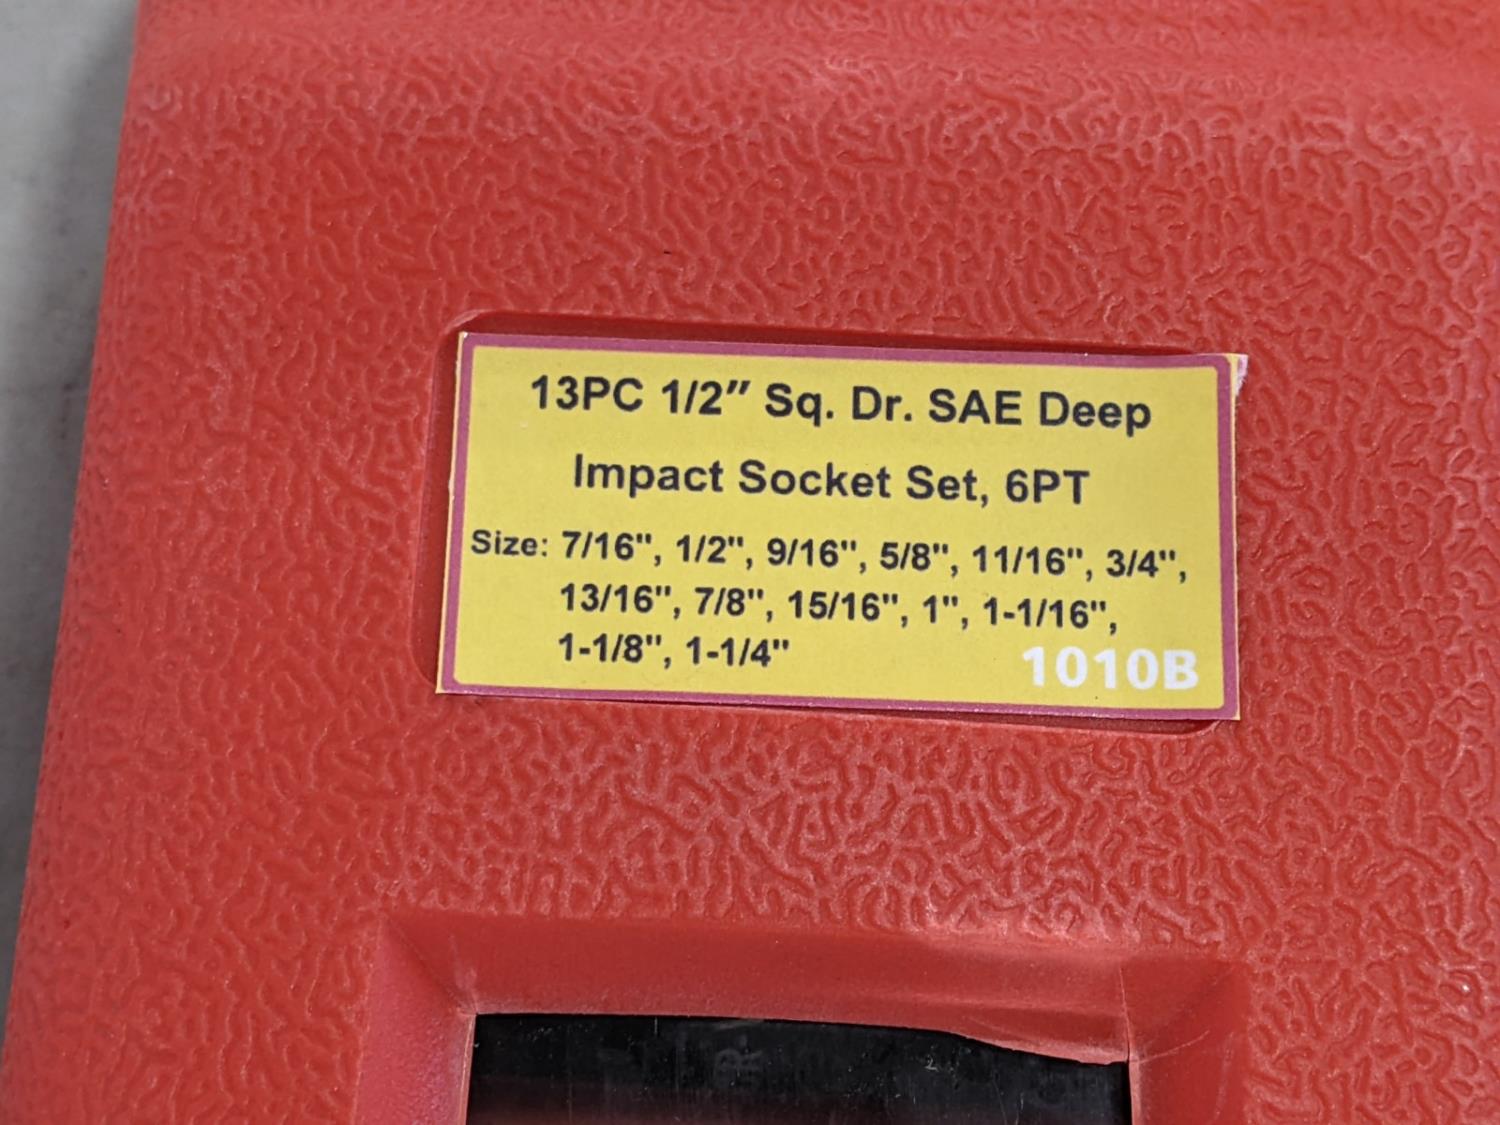 13PC 1/2″ Sq. Dr. SAE Deep
Impact Socket Set, 6PT
Size: 7/16", 1/2", 9/16", 5/8", 11/16", 3/4",
13/16", 7/8", 15/16", 1", 1-1/16",
1-1/8", 1-1/4"
1010B